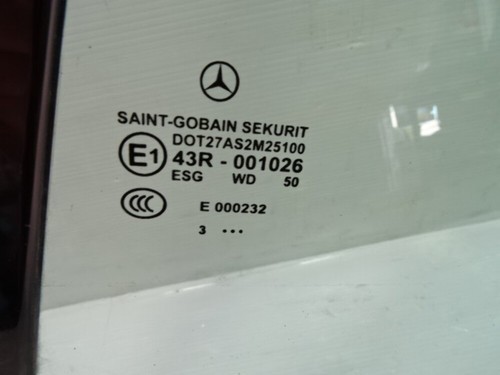 SAINT-GOBAIN SEKURIT
DOT27AS2M25100
E1 43R - 001026
ESG WD 50
CCC E 000232
3 •••